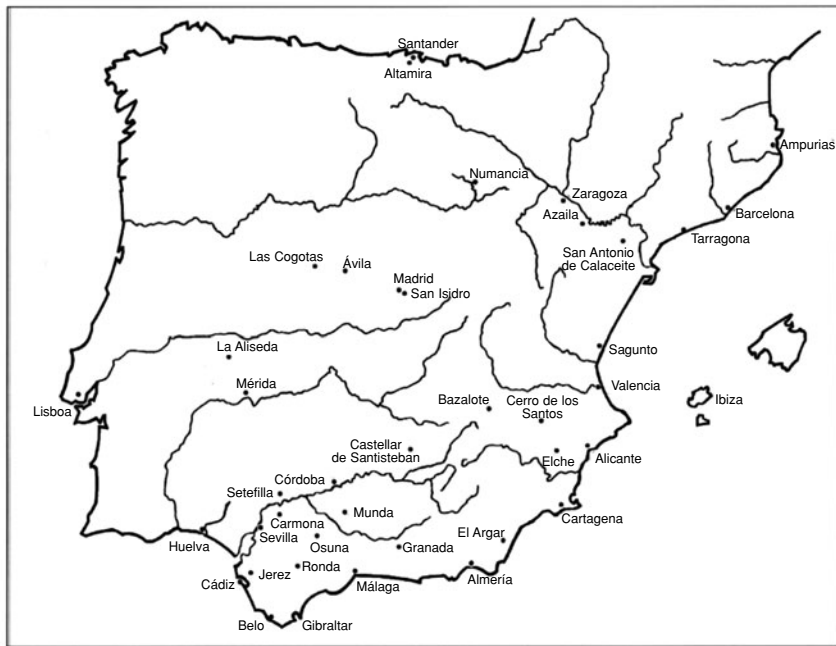 Santander
Altamira
Ampurias
Numancia
Zaragoza
Azaila
Barcelona
Tarragona
San Antonio
de Calaceite
Las Cogotas
Ávila
Madrid
San Isidro
La Aliseda
Sagunto
Mérida
Valencia
Ibiza
Lisboa
Bazalote
Cerro de los
Santos
Castellar
de Santisteban
Elche
Alicante
Córdoba
Setefilla
Carmona
Munda
Cartagena
Sevilla
Huelva
Osuna
Granada
El Argar
Jerez
Ronda
Cádiz
Málaga
Almería
Belo
Gibraltar